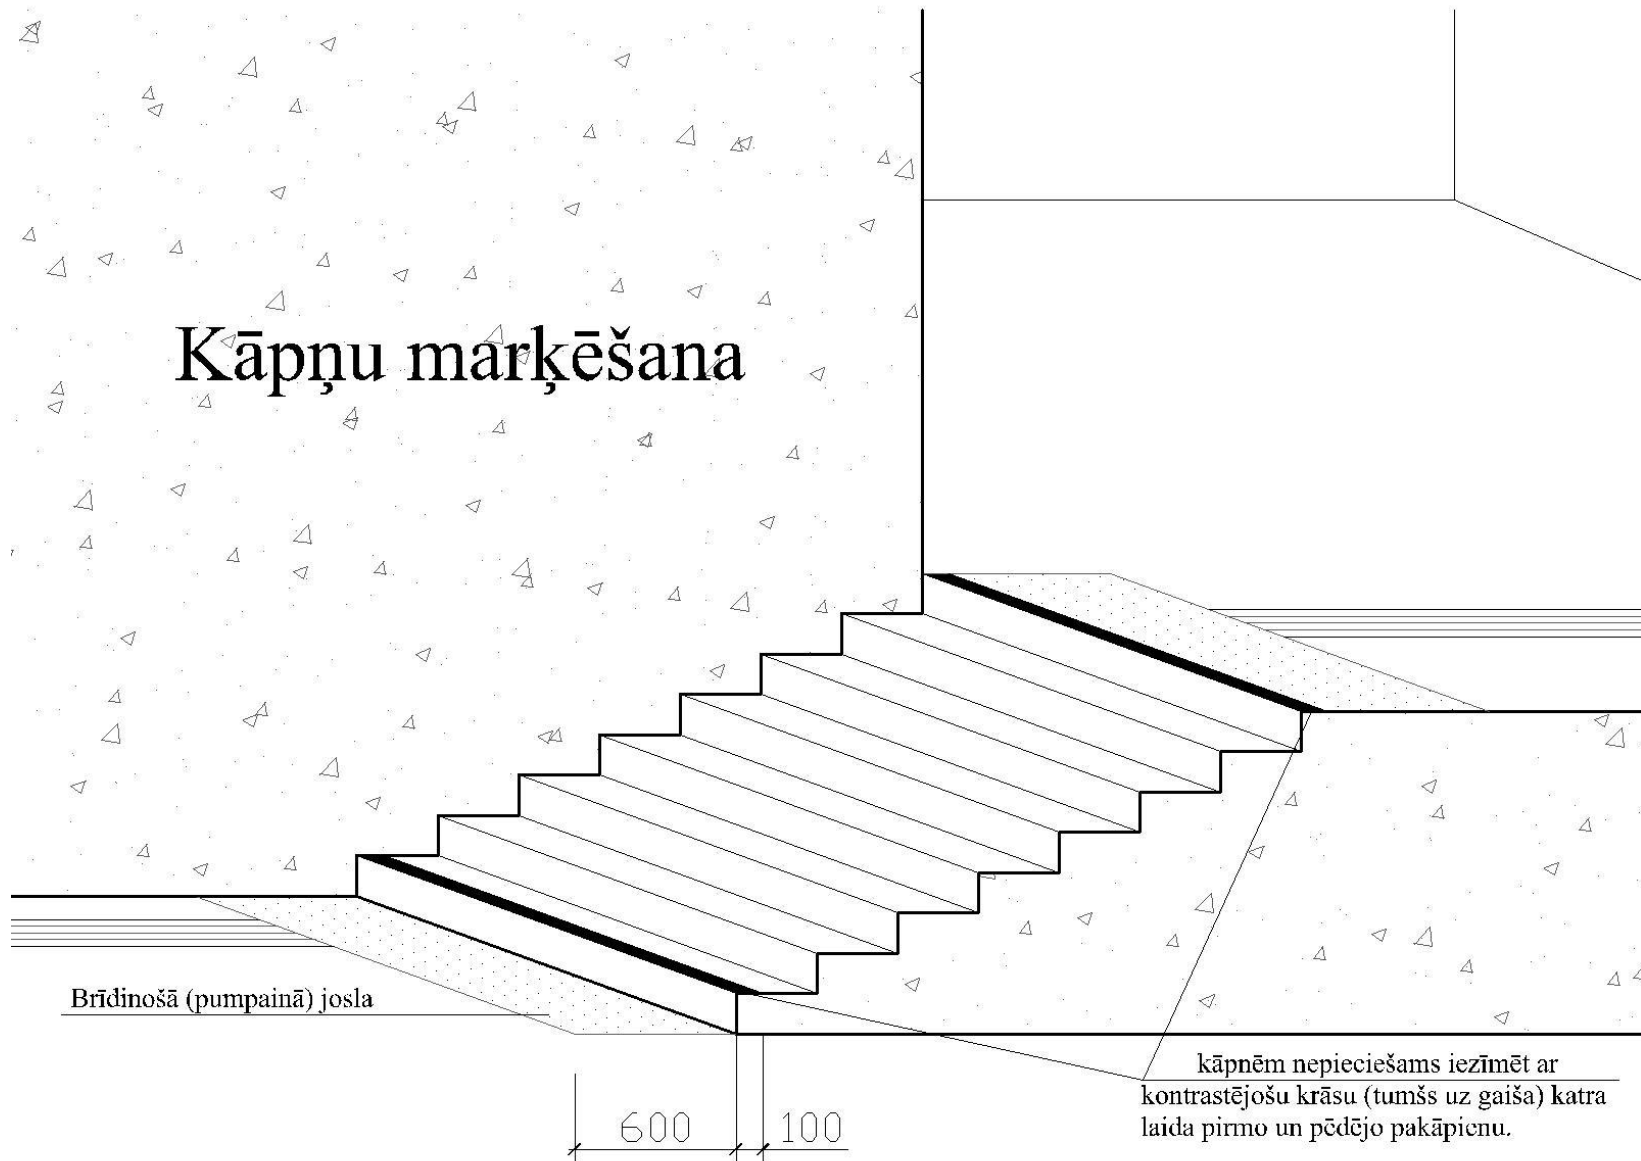 Kāpņu marķēšana
Brīdinošā (pumpainā) josla
600
100
kāpnēm nepieciešams iezīmēt ar
kontrastējošu krāsu (tumšs uz gaiša) katra
laida pirmo un pēdējo pakāpienu.